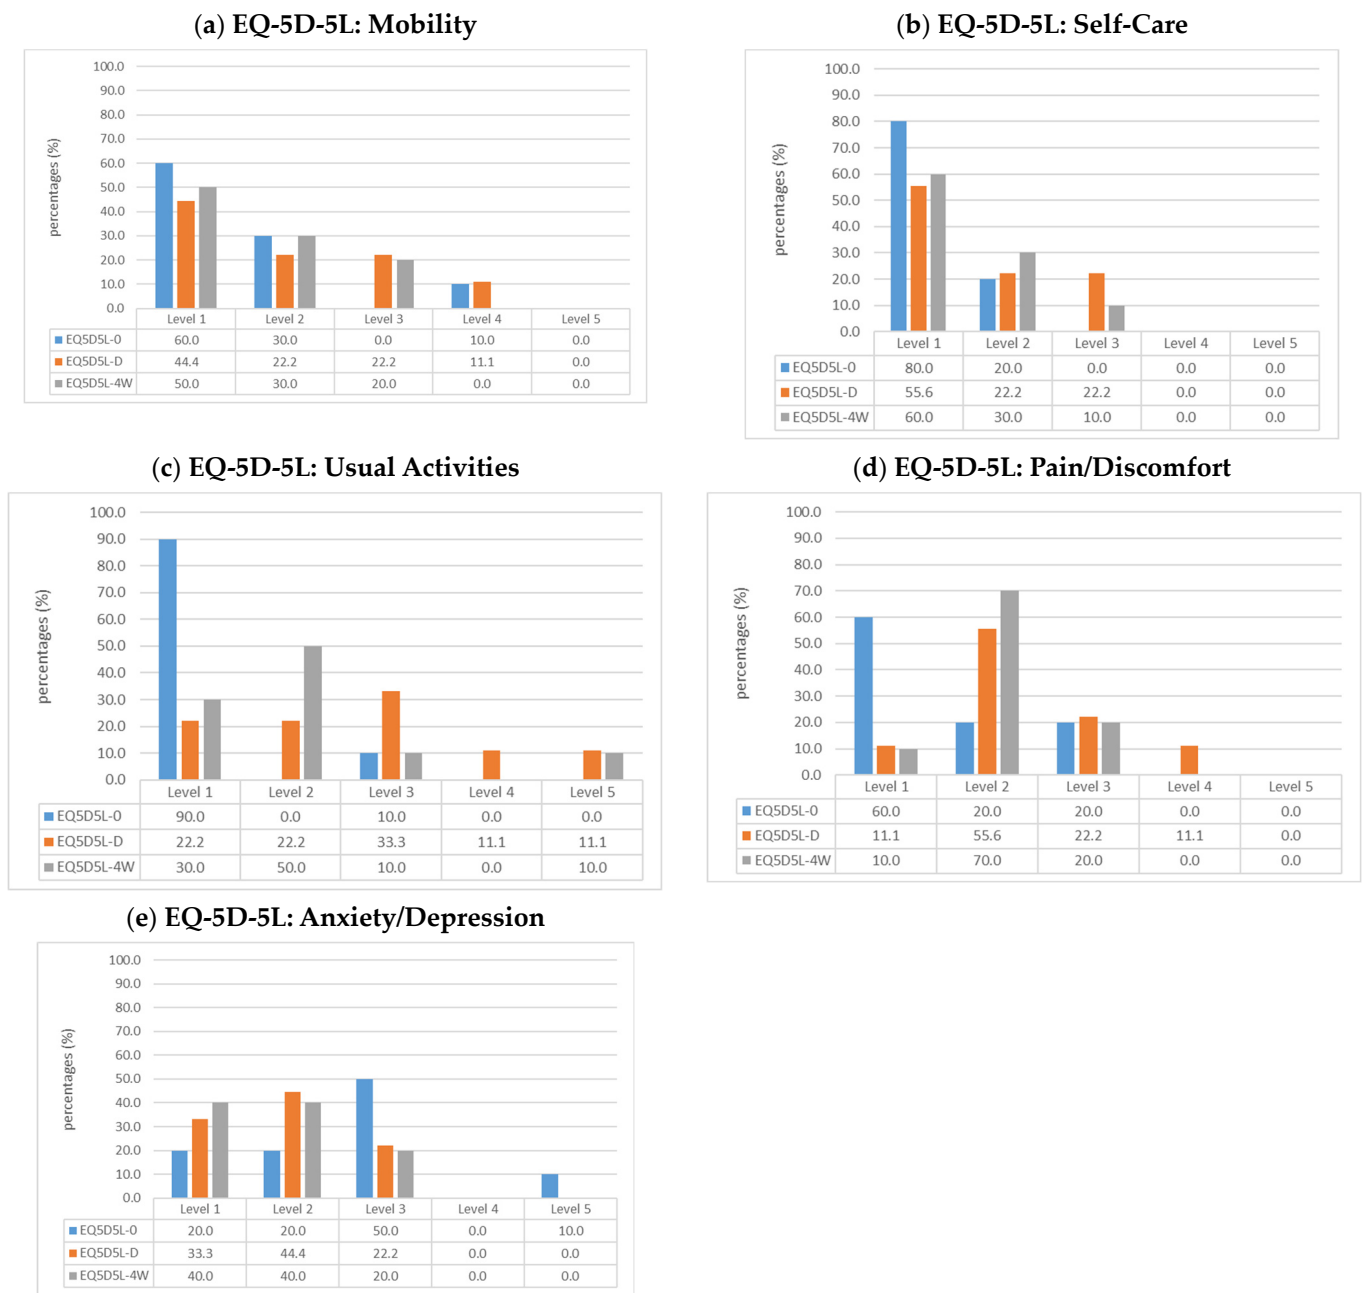 (a) EQ-5D-5L: Mobility
percentages (%)
100.0
90.0
80.0
70.0
60.0
50.0
40.0
30.0
20.0
10.0
0.0
Level 1 Level 2 Level 3 Level 4 Level 5
EQ5D5L-0 60.0 30.0 0.0 10.0 0.0
EQ5D5L-D 44.4 22.2 22.2 11.1 0.0
EQ5D5L-4W 50.0 30.0 20.0 0.0 0.0
(b) EQ-5D-5L: Self-Care
percentages (%)
100.0
90.0
80.0
70.0
60.0
50.0
40.0
30.0
20.0
10.0
0.0
Level 1 Level 2 Level 3 Level 4 Level 5
EQ5D5L-0 80.0 20.0 0.0 0.0 0.0
EQ5D5L-D 55.6 22.2 22.2 0.0 0.0
EQ5D5L-4W 60.0 30.0 10.0 0.0 0.0
(c) EQ-5D-5L: Usual Activities
percentages (%)
100.0
90.0
80.0
70.0
60.0
50.0
40.0
30.0
20.0
10.0
0.0
Level 1 Level 2 Level 3 Level 4 Level 5
EQ5D5L-0 90.0 0.0 10.0 0.0 0.0
EQ5D5L-D 22.2 22.2 33.3 11.1 11.1
EQ5D5L-4W 30.0 50.0 10.0 0.0 10.0
(d) EQ-5D-5L: Pain/Discomfort
percentages (%)
100.0
90.0
80.0
70.0
60.0
50.0
40.0
30.0
20.0
10.0
0.0
Level 1 Level 2 Level 3 Level 4 Level 5
EQ5D5L-0 60.0 20.0 20.0 0.0 0.0
EQ5D5L-D 11.1 55.6 22.2 11.1 0.0
EQ5D5L-4W 10.0 70.0 20.0 0.0 0.0
(e) EQ-5D-5L: Anxiety/Depression
percentages (%)
100.0
90.0
80.0
70.0
60.0
50.0
40.0
30.0
20.0
10.0
0.0
Level 1 Level 2 Level 3 Level 4 Level 5
EQ5D5L-0 20.0 20.0 50.0 0.0 10.0
EQ5D5L-D 33.3 44.4 22.2 0.0 0.0
EQ5D5L-4W 40.0 40.0 20.0 0.0 0.0